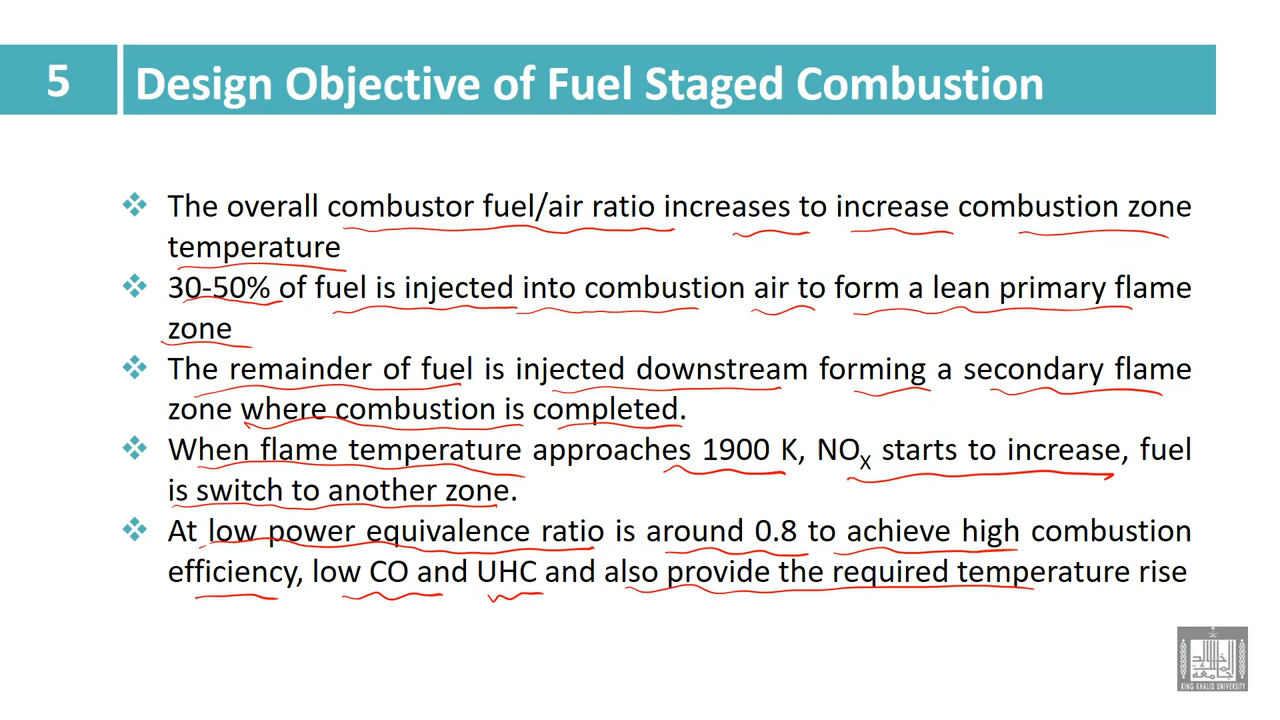 5
Design Objective of Fuel Staged Combustion
❖ The overall combustor fuel/air ratio increases to increase combustion zone
temperature
❖ 30-50% of fuel is injected into combustion air to form a lean primary flame
zone
❖ The remainder of fuel is injected downstream forming a secondary flame
zone where combustion is completed.
❖ When flame temperature approaches 1900 K, NOX starts to increase, fuel
is switch to another zone.
❖ At low power equivalence ratio is around 0.8 to achieve high combustion
efficiency, low CO and UHC and also provide the required temperature rise
KING KHALID UNIVERSITY